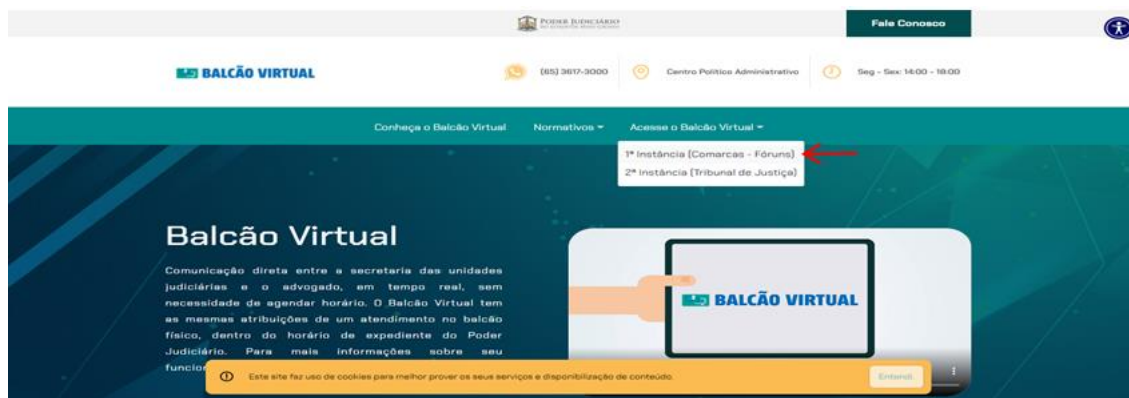 PODER JUDICIÁRIO
Fale Conosco
BALCÃO VIRTUAL
(65) 3617-3000
Centro Político Administrativo
Seg - Sex: 14:00 - 18:00
Conheça o Balcão Virtual
Normativos
Acesse o Balcão Virtual
1ª Instância (Comarcas - Fóruns)
2ª Instância (Tribunal de Justiça)
Balcão Virtual
Comunicação direta entre a secretaria das unidades
judiciárias e o advogado, em tempo real, sem
necessidade de agendar horário. O Balcão Virtual tem
as mesmas atribuições de um atendimento no balcão
físico, dentro do horário de expediente do Poder
Judiciário. Para mais informações sobre seu
BALCÃO VIRTUAL
Este site faz uso de cookies para melhor prover os seus serviços e disponibilização de conteúdo.
Entendi